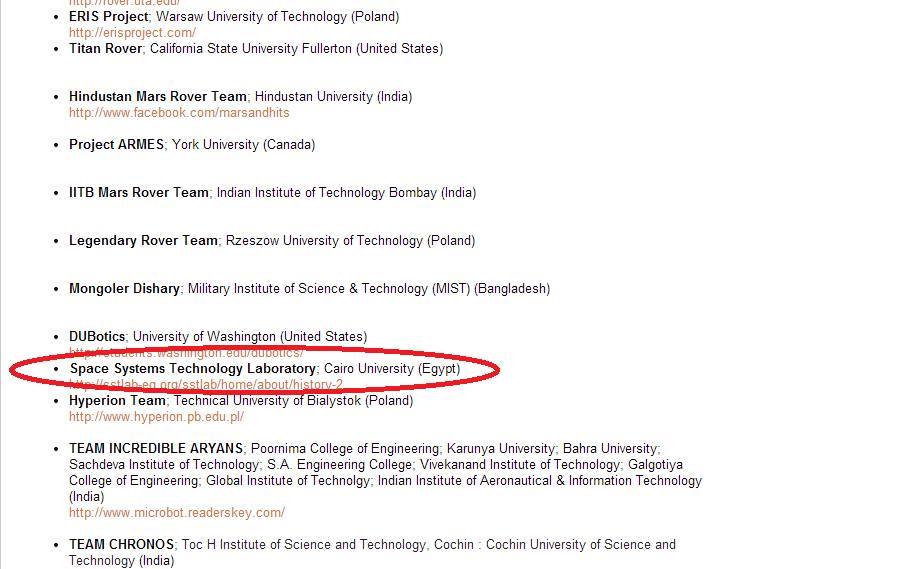 http://rover.uta.edu/
ERIS Project; Warsaw University of Technology (Poland)
http://erisproject.com/
Titan Rover; California State University Fullerton (United States)
Hindustan Mars Rover Team; Hindustan University (India)
http://www.facebook.com/marsandhits
Project ARMES; York University (Canada)
IITB Mars Rover Team; Indian Institute of Technology Bombay (India)
Legendary Rover Team; Rzeszow University of Technology (Poland)
Mongoler Dishary; Military Institute of Science & Technology (MIST) (Bangladesh)
DUBotics; University of Washington (United States)
http://students.washington.edu/dubotics/
Space Systems Technology Laboratory; Cairo University (Egypt)
http://sstlab-eg.org/sstlab/home/about/history-2
Hyperion Team; Technical University of Bialystok (Poland)
http://www.hyperion.pb.edu.pl/
TEAM INCREDIBLE ARYANS; Poornima College of Engineering; Karunya University; Bahra University;
Sachdeva Institute of Technology; S.A. Engineering College; Vivekanand Institute of Technology; Galgotiya
College of Engineering; Global Institute of Technolgy; Indian Institute of Aeronautical & Information Technology
(India)
http://www.microbot.readerskey.com/
TEAM CHRONOS; Toc H Institute of Science and Technology, Cochin : Cochin University of Science and
Technology (India)